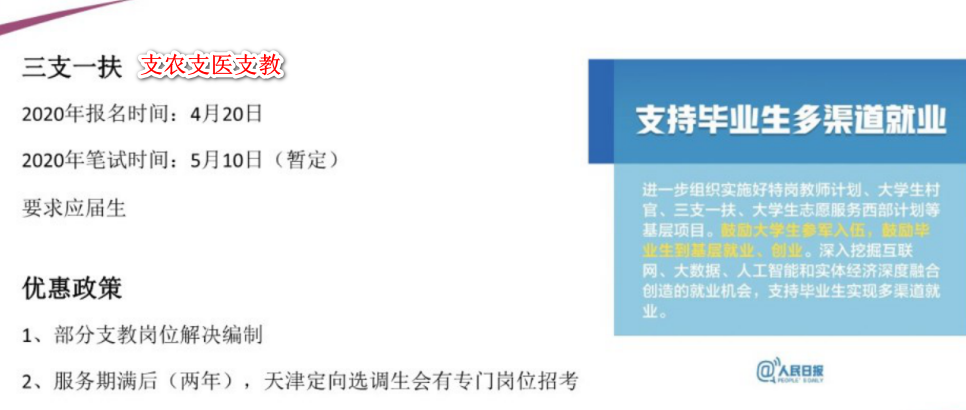 三支一扶 支农支医支教
2020年报名时间：4月20日
2020年笔试时间：5月10日（暂定）
要求应届生
优惠政策
1、部分支教岗位解决编制
2、服务期满后（两年），天津定向选调生会有专门岗位招考
支持毕业生多渠道就业
进一步组织实施好特岗教师计划、大学生村
官、三支一扶、大学生志愿服务西部计划等
基层项目。鼓励大学生参军入伍，鼓励毕
业生到基层就业、创业。深入挖掘互联
网、大数据、人工智能和实体经济深度融合
创造的就业机会，支持毕业生实现多渠道就
业。
@人民日报
PEOPLE'S DAILY